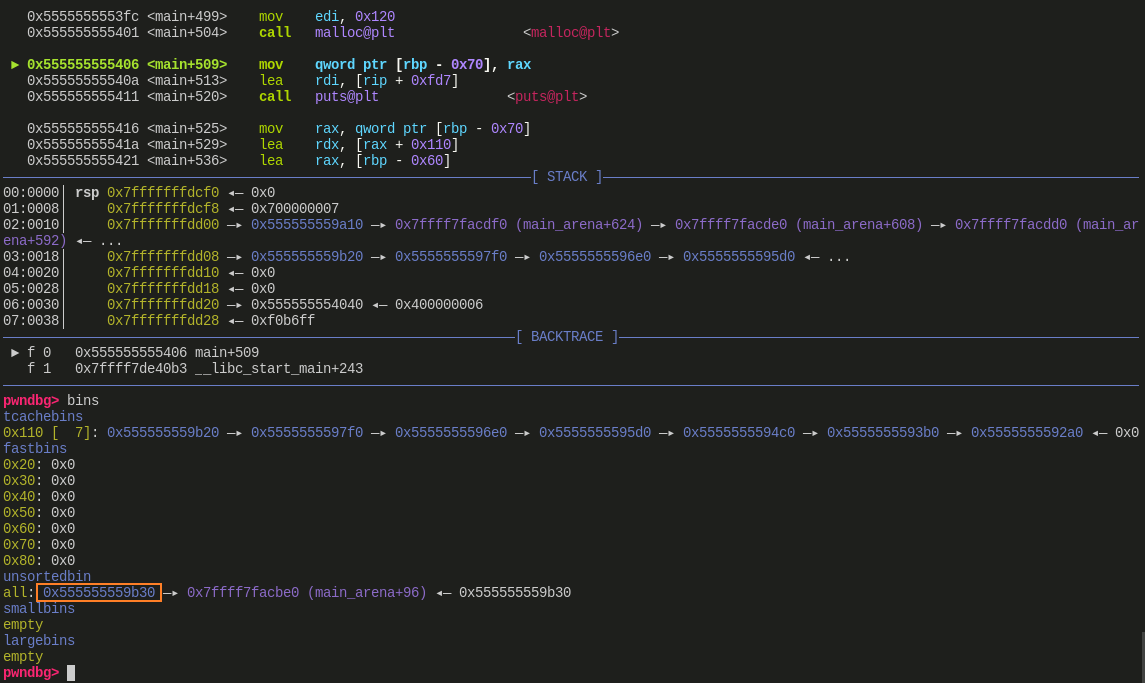 0x5555555553fc <main+499>    mov    edi, 0x120
0x555555555401 <main+504>    call   malloc@plt                <malloc@plt>
► 0x555555555406 <main+509>    mov    qword ptr [rbp - 0x70], rax
0x55555555540a <main+513>    lea    rdi, [rip + 0xfd7]
0x555555555411 <main+520>    call   puts@plt                <puts@plt>
0x555555555416 <main+525>    mov    rax, qword ptr [rbp - 0x70]
0x55555555541a <main+529>    lea    rdx, [rax + 0x110]
0x555555555421 <main+536>    lea    rax, [rbp - 0x60]
[ STACK ]
00:0000│ rsp 0x7fffffffdcf0 ◂— 0x0
01:0008│     0x7fffffffdcf8 ◂— 0x700000007
02:0010│     0x7fffffffdd00 —▸ 0x555555559a10 —▸ 0x7ffff7facdf0 (main_arena+624) —▸ 0x7ffff7facde0 (main_arena+608) —▸ 0x7ffff7facdd0 (main_ar
ena+592) ◂— ...
03:0018│     0x7fffffffdd08 —▸ 0x555555559b20 —▸ 0x5555555597f0 —▸ 0x5555555596e0 —▸ 0x5555555595d0 ◂— ...
04:0020│     0x7fffffffdd10 ◂— 0x0
05:0028│     0x7fffffffdd18 ◂— 0x0
06:0030│     0x7fffffffdd20 —▸ 0x555555554040 ◂— 0x400000006
07:0038│     0x7fffffffdd28 ◂— 0xf0b6ff
[ BACKTRACE ]
► f 0   0x555555555406 main+509
f 1   0x7ffff7de40b3 __libc_start_main+243
pwndbg> bins
tcachebins
0x110 [  7]: 0x555555559b20 —▸ 0x5555555597f0 —▸ 0x5555555596e0 —▸ 0x5555555595d0 —▸ 0x5555555594c0 —▸ 0x5555555593b0 —▸ 0x5555555592a0 ◂— 0x0
fastbins
0x20: 0x0
0x30: 0x0
0x40: 0x0
0x50: 0x0
0x60: 0x0
0x70: 0x0
0x80: 0x0
unsortedbin
all: 0x555555559b30 —▸ 0x7ffff7facbe0 (main_arena+96) ◂— 0x555555559b30
smallbins
empty
largebins
empty
pwndbg>